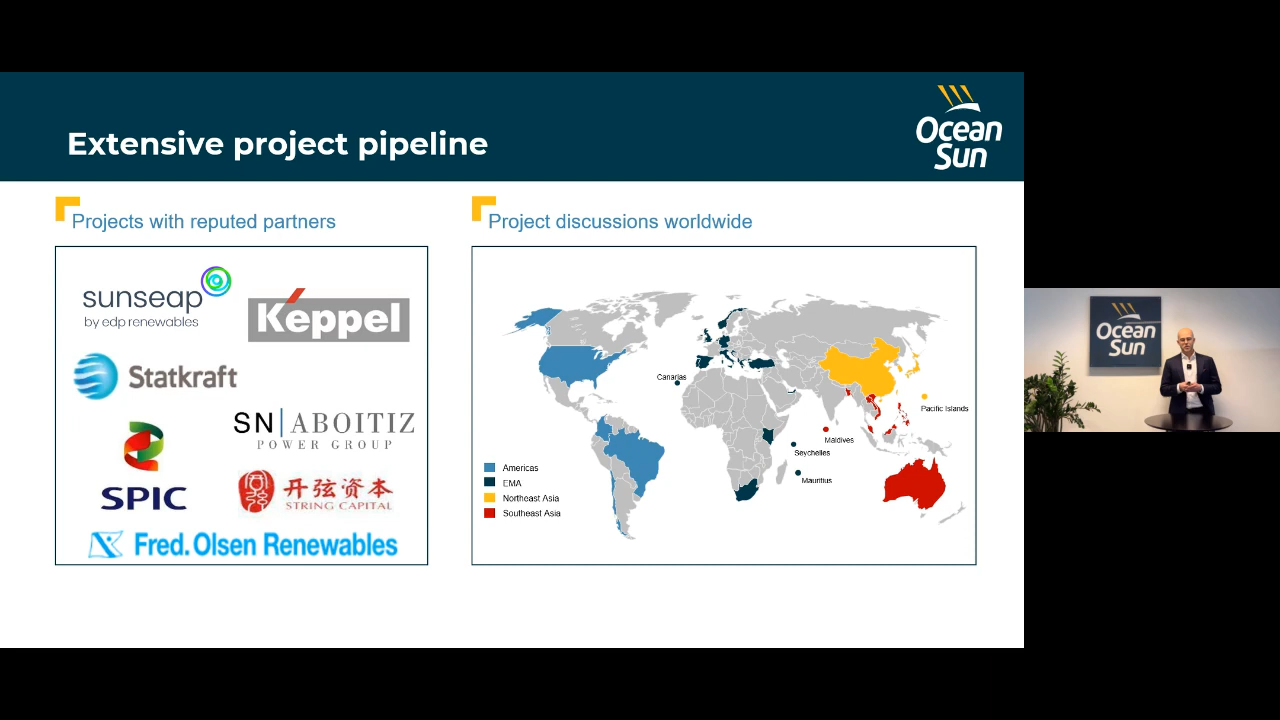 Extensive project pipeline
Ocean
Sun
Projects with reputed partners
sunseap
by edp renewables
Keppel
Statkraft
SN|ABOITIZ
POWER GROUP
SPIC
丹弦资本
STRING CAPITAL
Fred. Olsen Renewables
Project discussions worldwide
Canarias
Pacific Islands
Maldives
Seychelles
Mauritius
Americas
EMA
Northeast Asia
Southeast Asia
Ocean
Sun